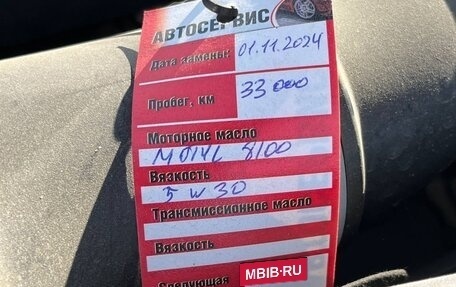 АВТОСЕРВИС
Дата замены: 01.11.2024
Пробег, км 33 000
Моторное масло
MOTYL 8100
Вязкость
5 W 30
Трансмиссионное масло
Вязкость
Следующая
MBIB·RU